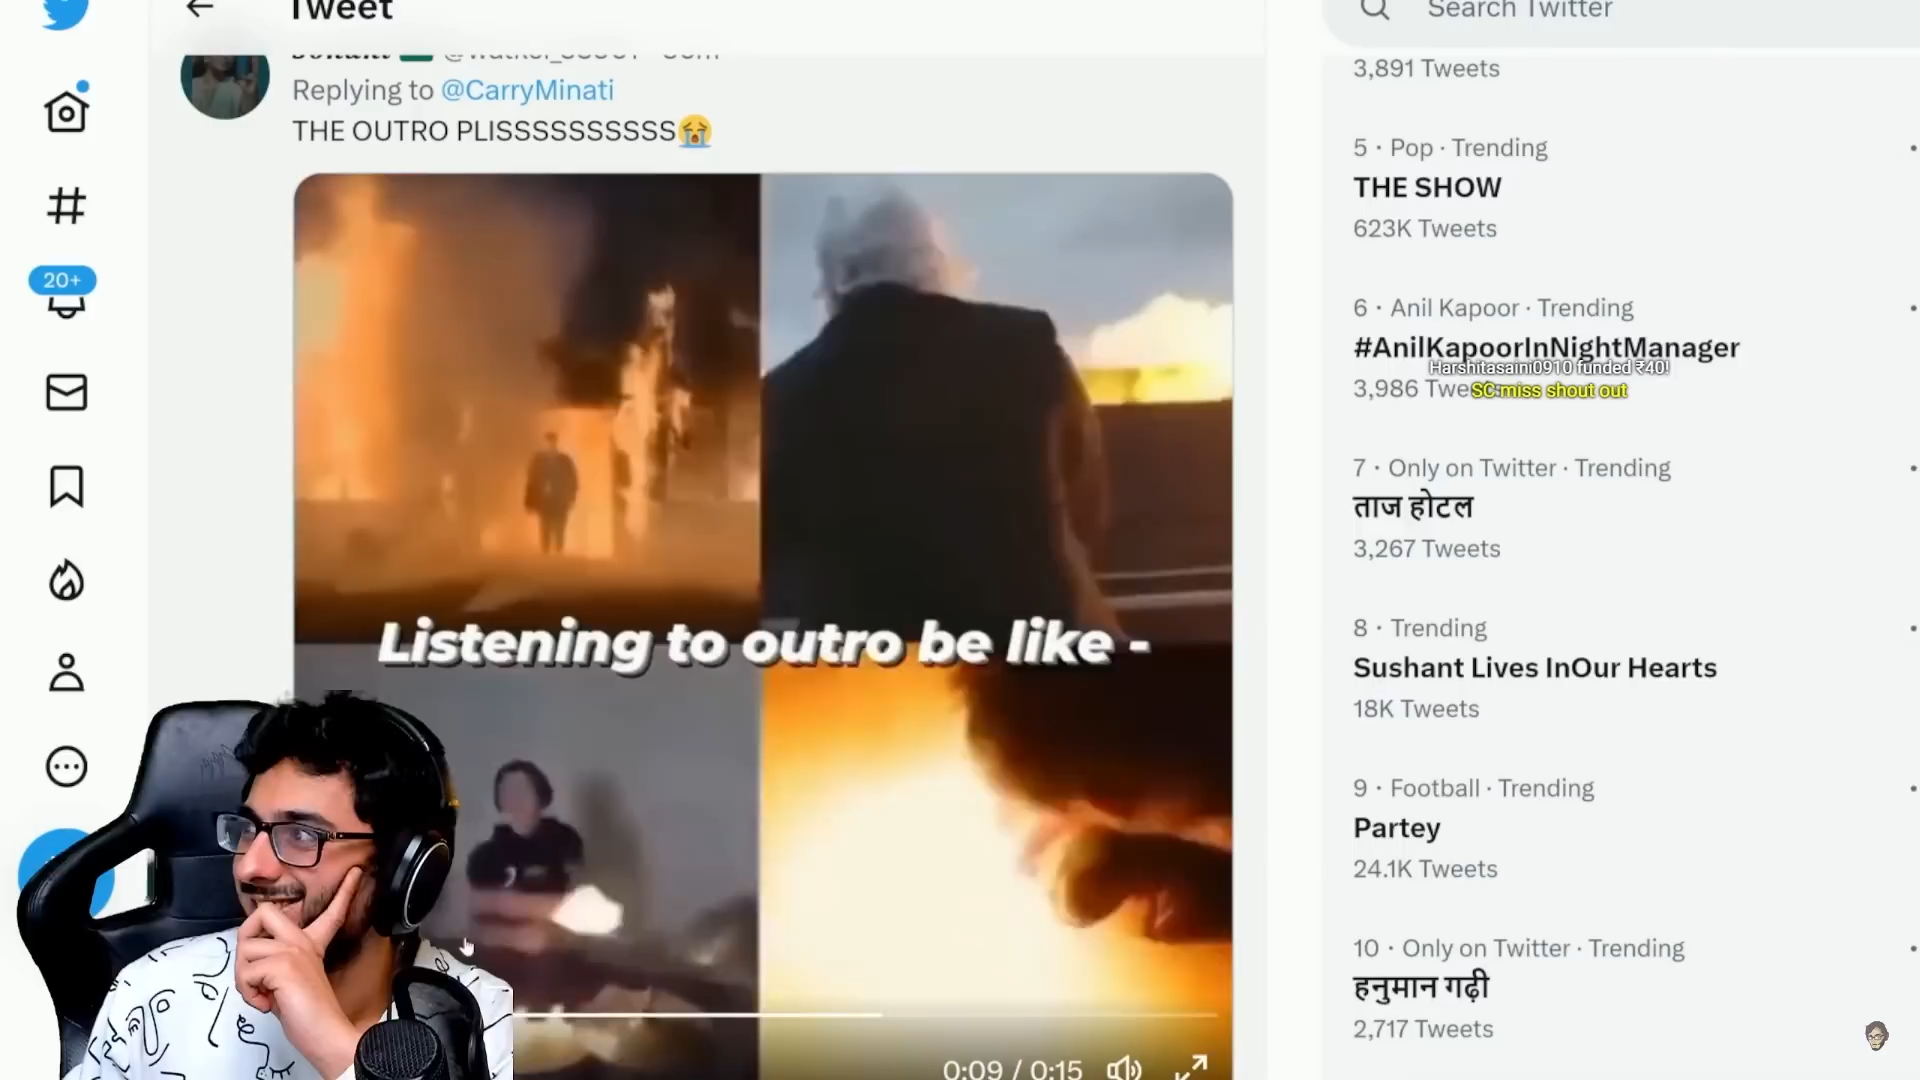 Tweet
Search Twitter
Replying to @CarryMinati
THE OUTRO PLISSSSSSSSSS😭
Listening to outro be like -
0:09 / 0:15
20+
3,891 Tweets
5 · Pop · Trending
THE SHOW
623K Tweets
6 · Anil Kapoor · Trending
#AnilKapoorInNightManager
Harshitasaini0910 funded ₹40!
3,986 Twe
SC miss shout out
7 · Only on Twitter · Trending
ताज होटल
3,267 Tweets
8 · Trending
Sushant Lives InOur Hearts
18K Tweets
9 · Football · Trending
Partey
24.1K Tweets
10 · Only on Twitter · Trending
हनुमान गढ़ी
2,717 Tweets